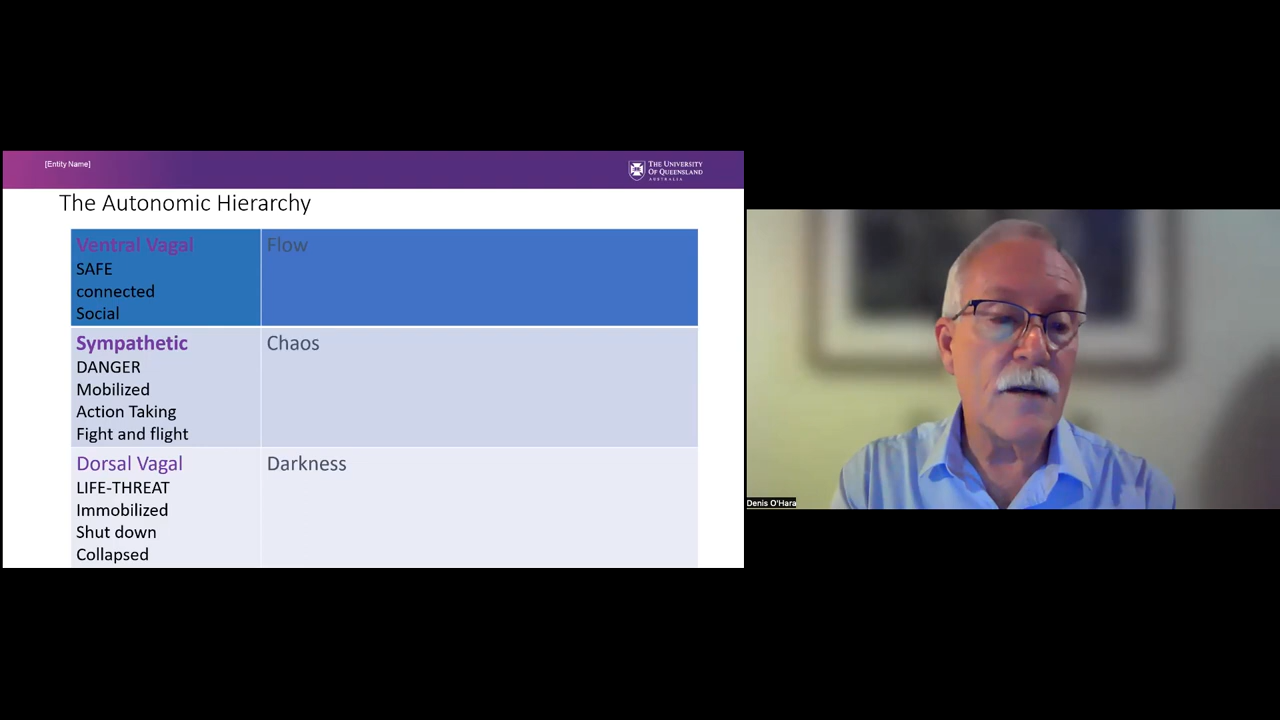 [Entity Name]
THE UNIVERSITY
OF QUEENSLAND
AUSTRALIA
The Autonomic Hierarchy
Ventral Vagal
SAFE
connected
Social
Flow
Sympathetic
DANGER
Mobilized
Action Taking
Fight and flight
Chaos
Dorsal Vagal
LIFE-THREAT
Immobilized
Shut down
Collapsed
Darkness
Denis O'Hara